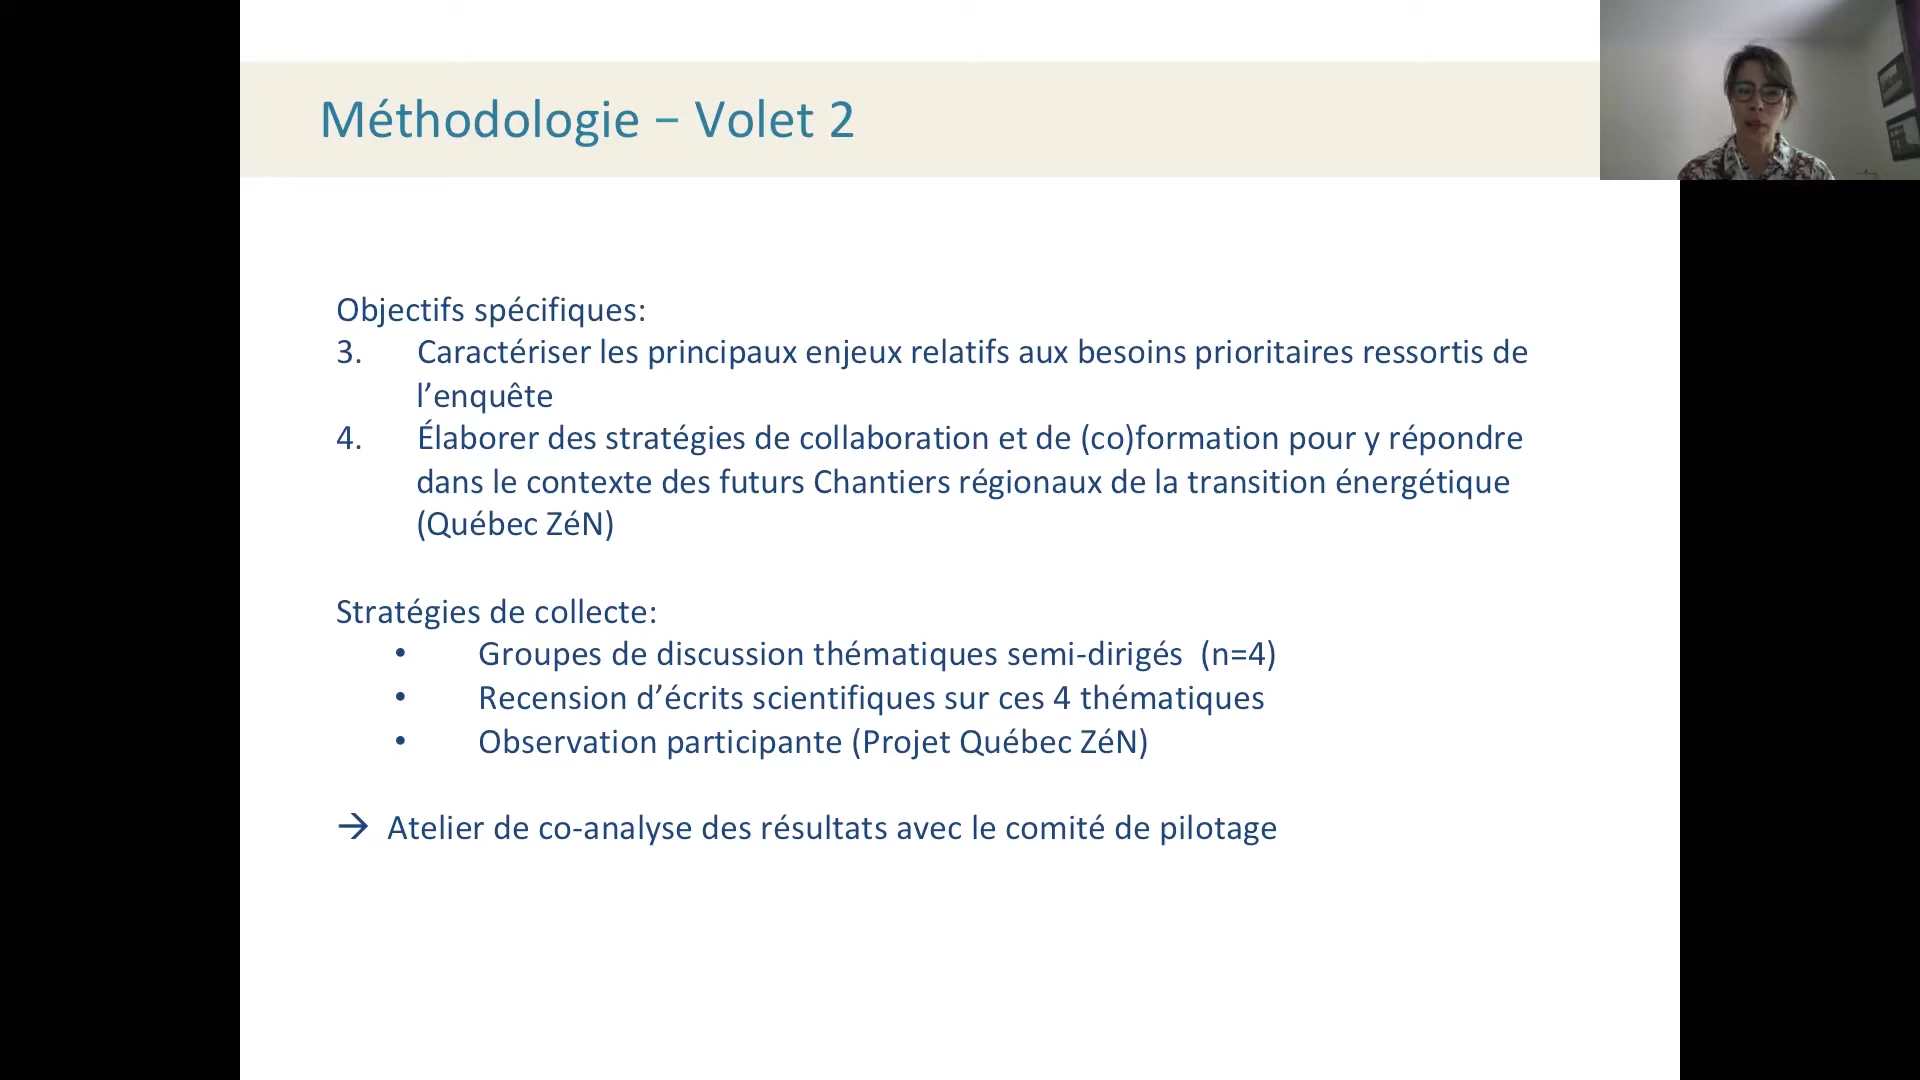 Méthodologie – Volet 2
Objectifs spécifiques:
3. Caractériser les principaux enjeux relatifs aux besoins prioritaires ressortis de
l’enquête
4. Élaborer des stratégies de collaboration et de (co)formation pour y répondre
dans le contexte des futurs Chantiers régionaux de la transition énergétique
(Québec ZéN)
Stratégies de collecte:
• Groupes de discussion thématiques semi-dirigés (n=4)
• Recension d’écrits scientifiques sur ces 4 thématiques
• Observation participante (Projet Québec ZéN)
→ Atelier de co-analyse des résultats avec le comité de pilotage